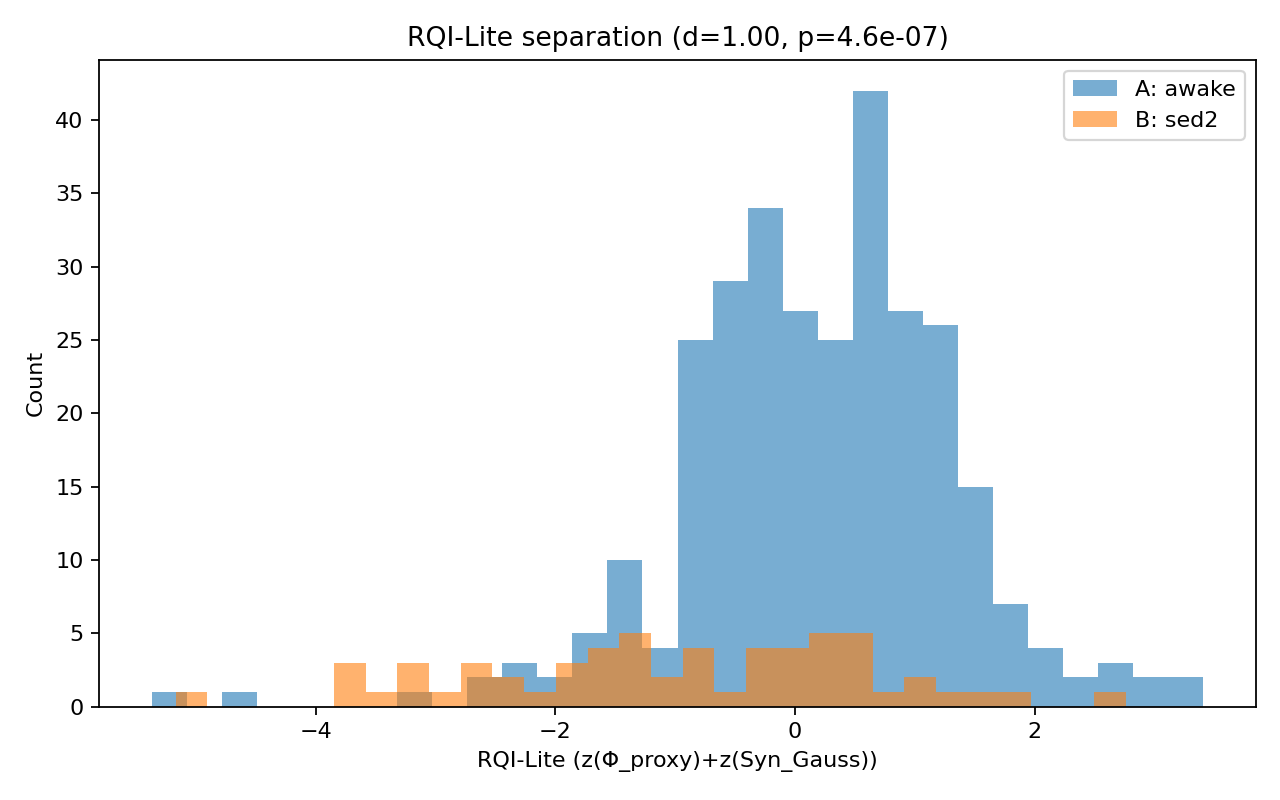 RQI-Lite separation (d=1.00, p=4.6e-07)
A: awake
B: sed2
40
35
30
25
20
15
10
5
0
Count
−4
−2
0
2
RQI-Lite (z(Φ_proxy)+z(Syn_Gauss))